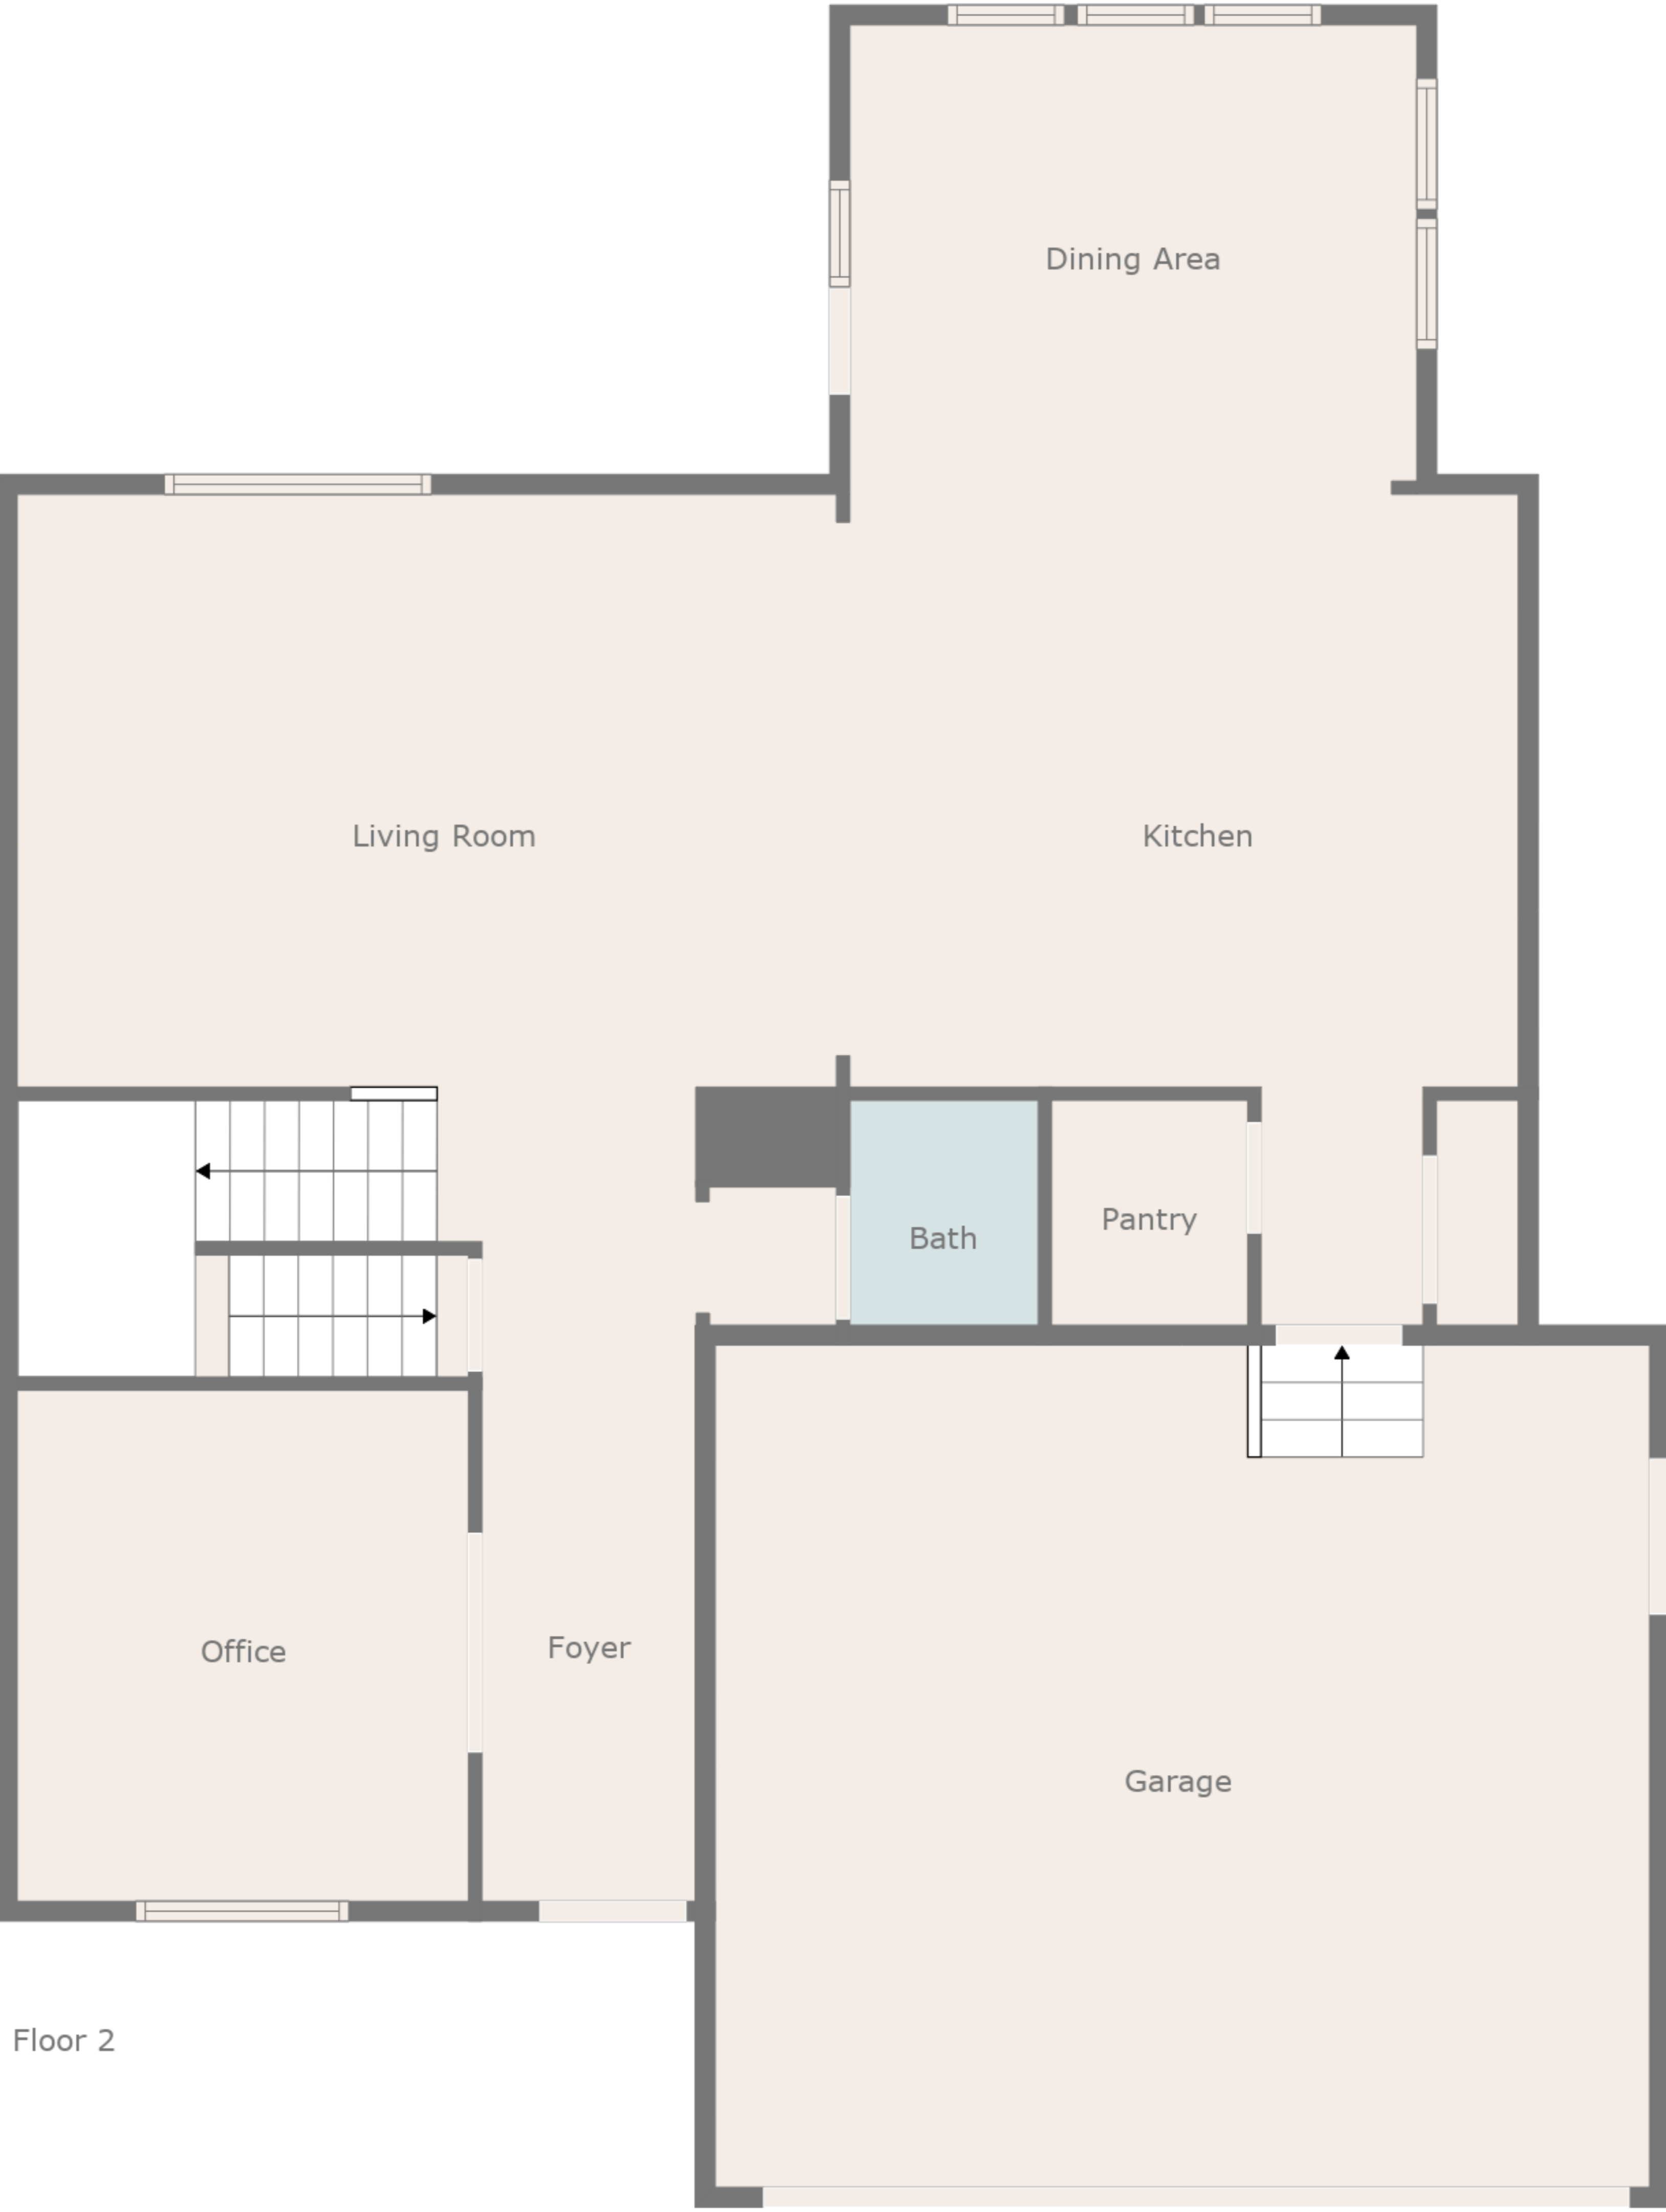 Dining Area
Living Room
Kitchen
Pantry
Bath
Foyer
Office
Garage
Floor 2